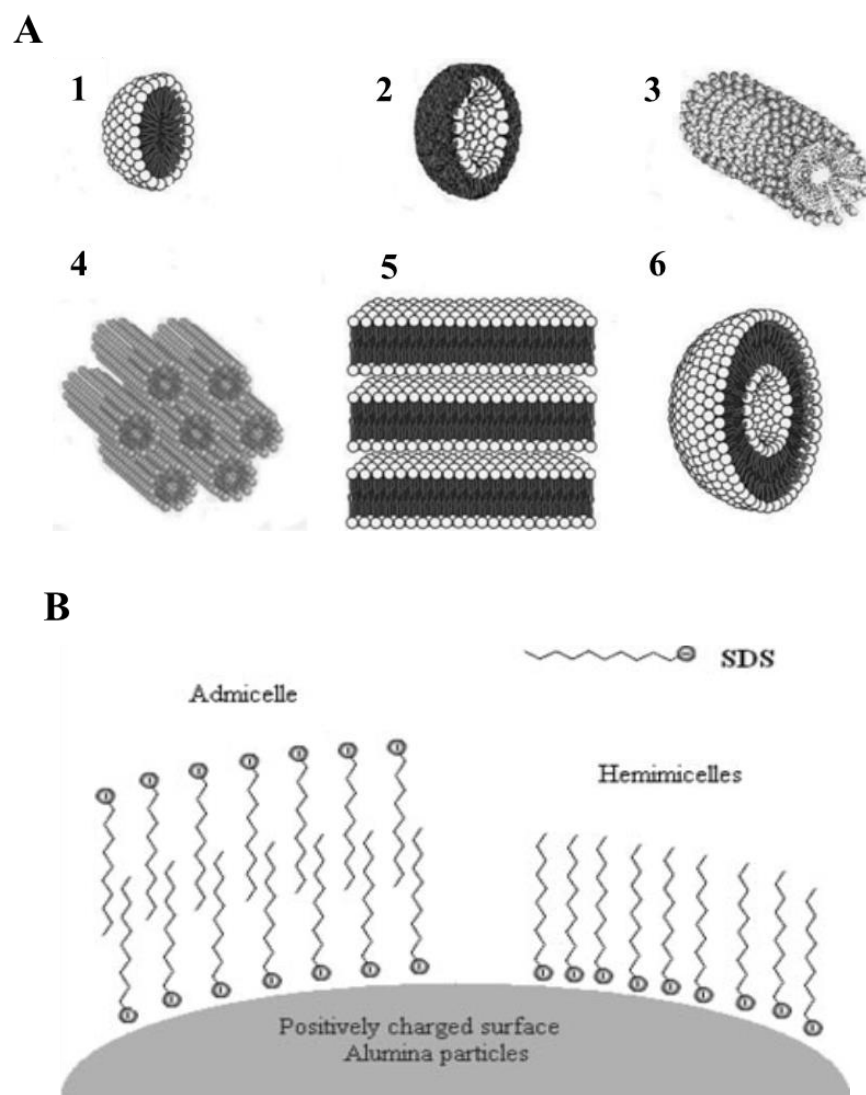 A
1
2
3
4
5
6
B
SDS
Admicelle
Hemimicelles
Positively charged surface
Alumina particles